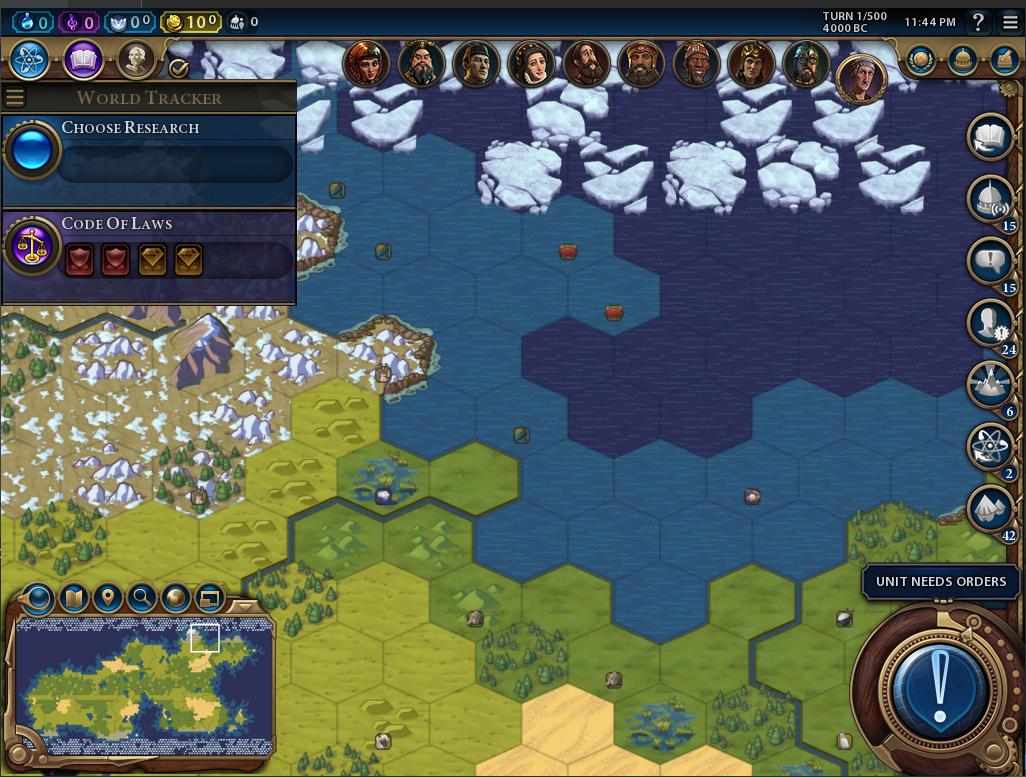 0 0 0⁰ 10⁰ 0
TURN 1/500
4000 BC
11:44 PM ?
WORLD TRACKER
CHOOSE RESEARCH
CODE OF LAWS
15
15
24
6
2
42
UNIT NEEDS ORDERS